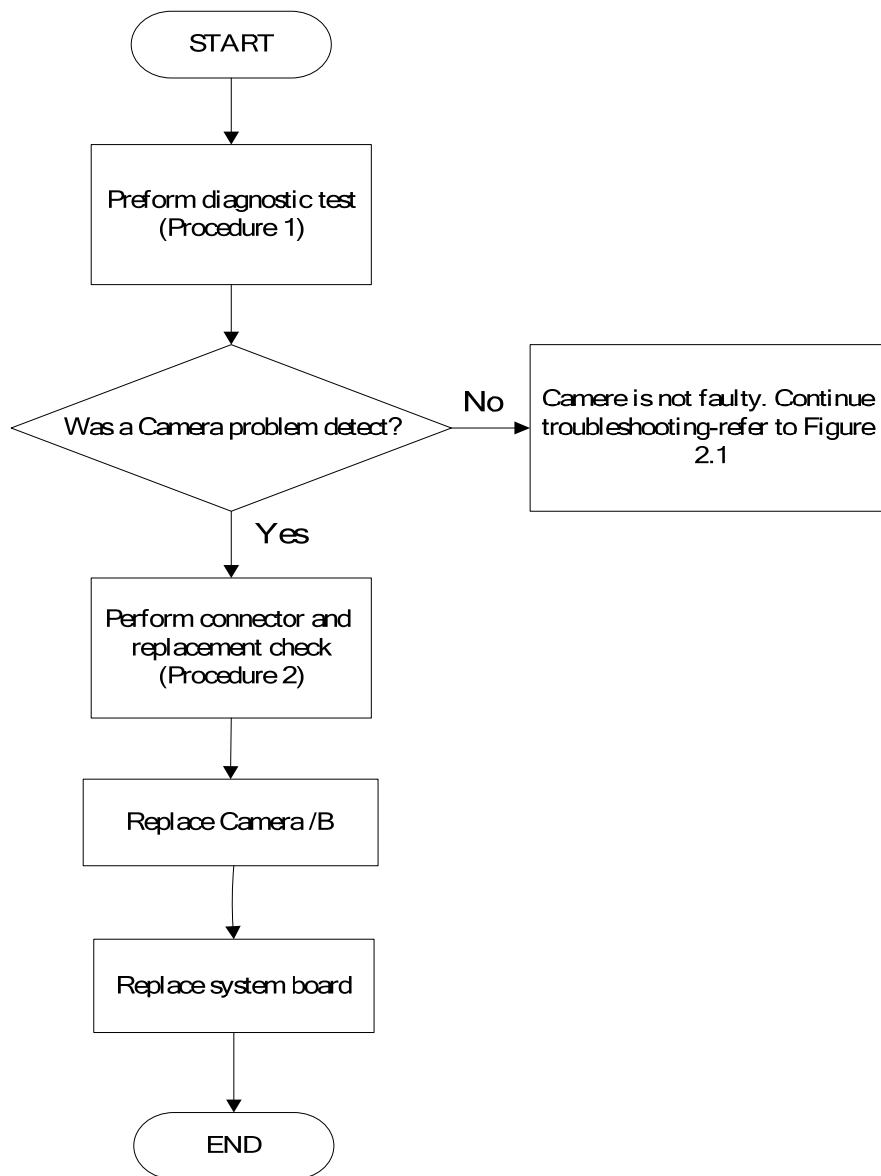 START
Preform diagnostic test
(Procedure 1)
Was a Camera problem detect?
No
Camere is not faulty. Continue
troubleshooting-refer to Figure
2.1
Yes
Perform connector and
replacement check
(Procedure 2)
Replace Camera /B
Replace system board
END